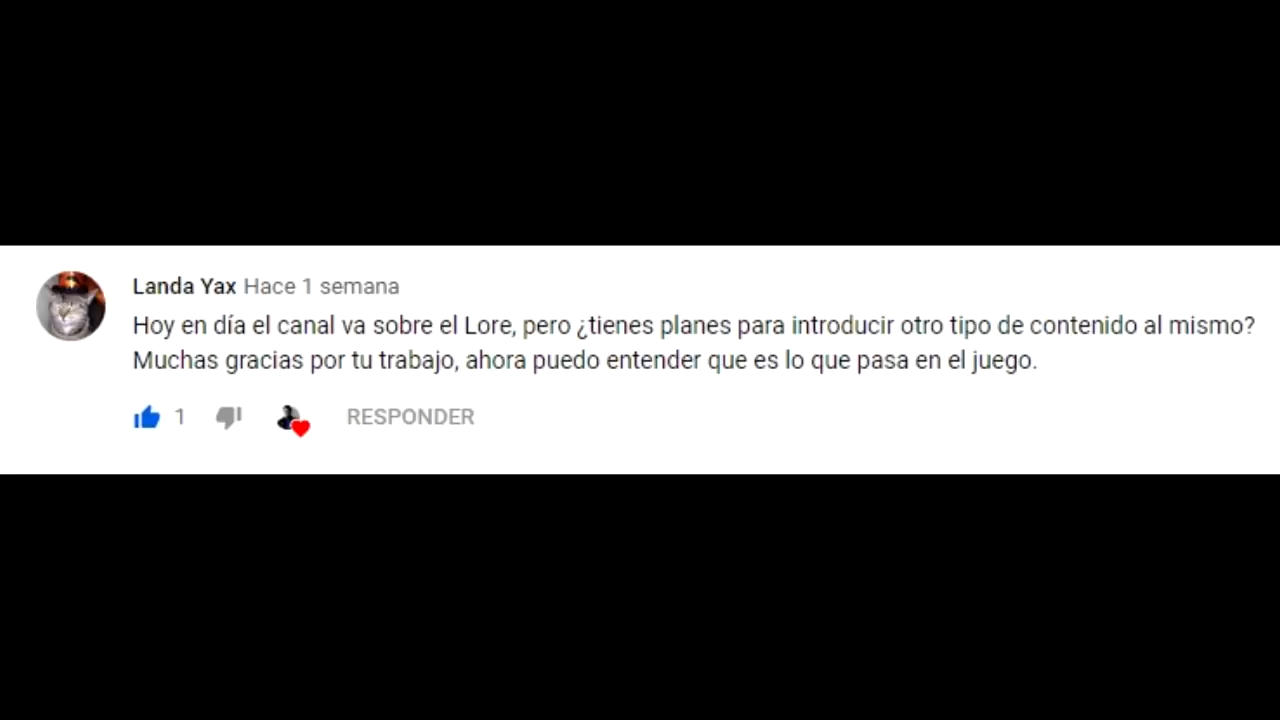 Landa Yax Hace 1 semana
Hoy en día el canal va sobre el Lore, pero ¿tienes planes para introducir otro tipo de contenido al mismo?
Muchas gracias por tu trabajo, ahora puedo entender que es lo que pasa en el juego.
1 RESPONDER